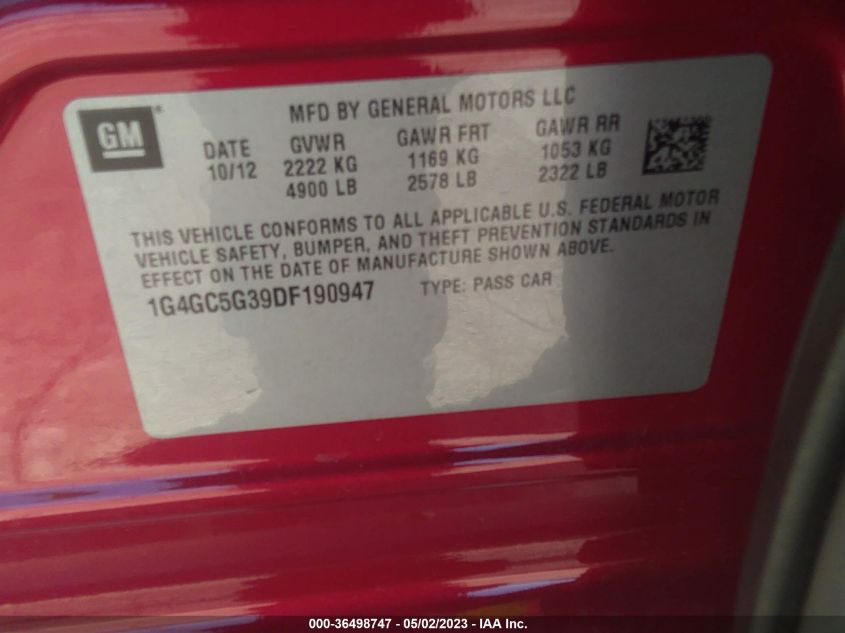 GM
MFD BY GENERAL MOTORS LLC
DATE GVWR GAWR FRT GAWR RR
10/12 2222 KG 1169 KG 1053 KG
4900 LB 2578 LB 2322 LB
THIS VEHICLE CONFORMS TO ALL APPLICABLE U.S. FEDERAL MOTOR
VEHICLE SAFETY, BUMPER, AND THEFT PREVENTION STANDARDS IN
EFFECT ON THE DATE OF MANUFACTURE SHOWN ABOVE.
1G4GC5G39DF190947 TYPE: PASS CAR
000-36498747 - 05/02/2023 - IAA Inc.